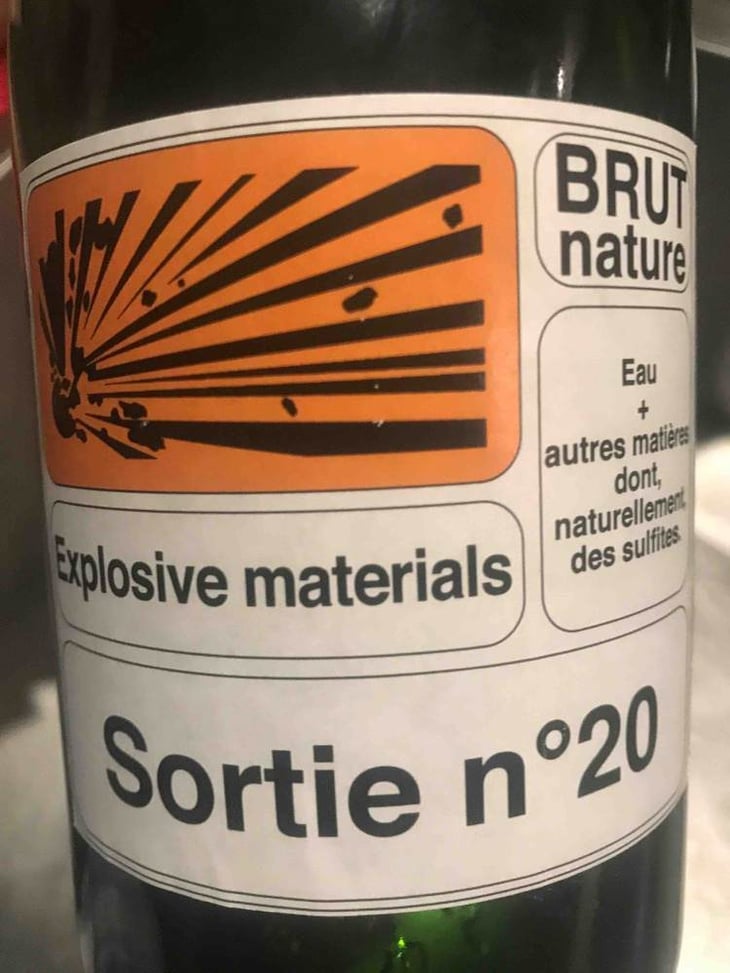 BRUT
nature
Eau
+
autres matières
dont,
naturellement,
des sulfites.
Explosive materials
Sortie n°20